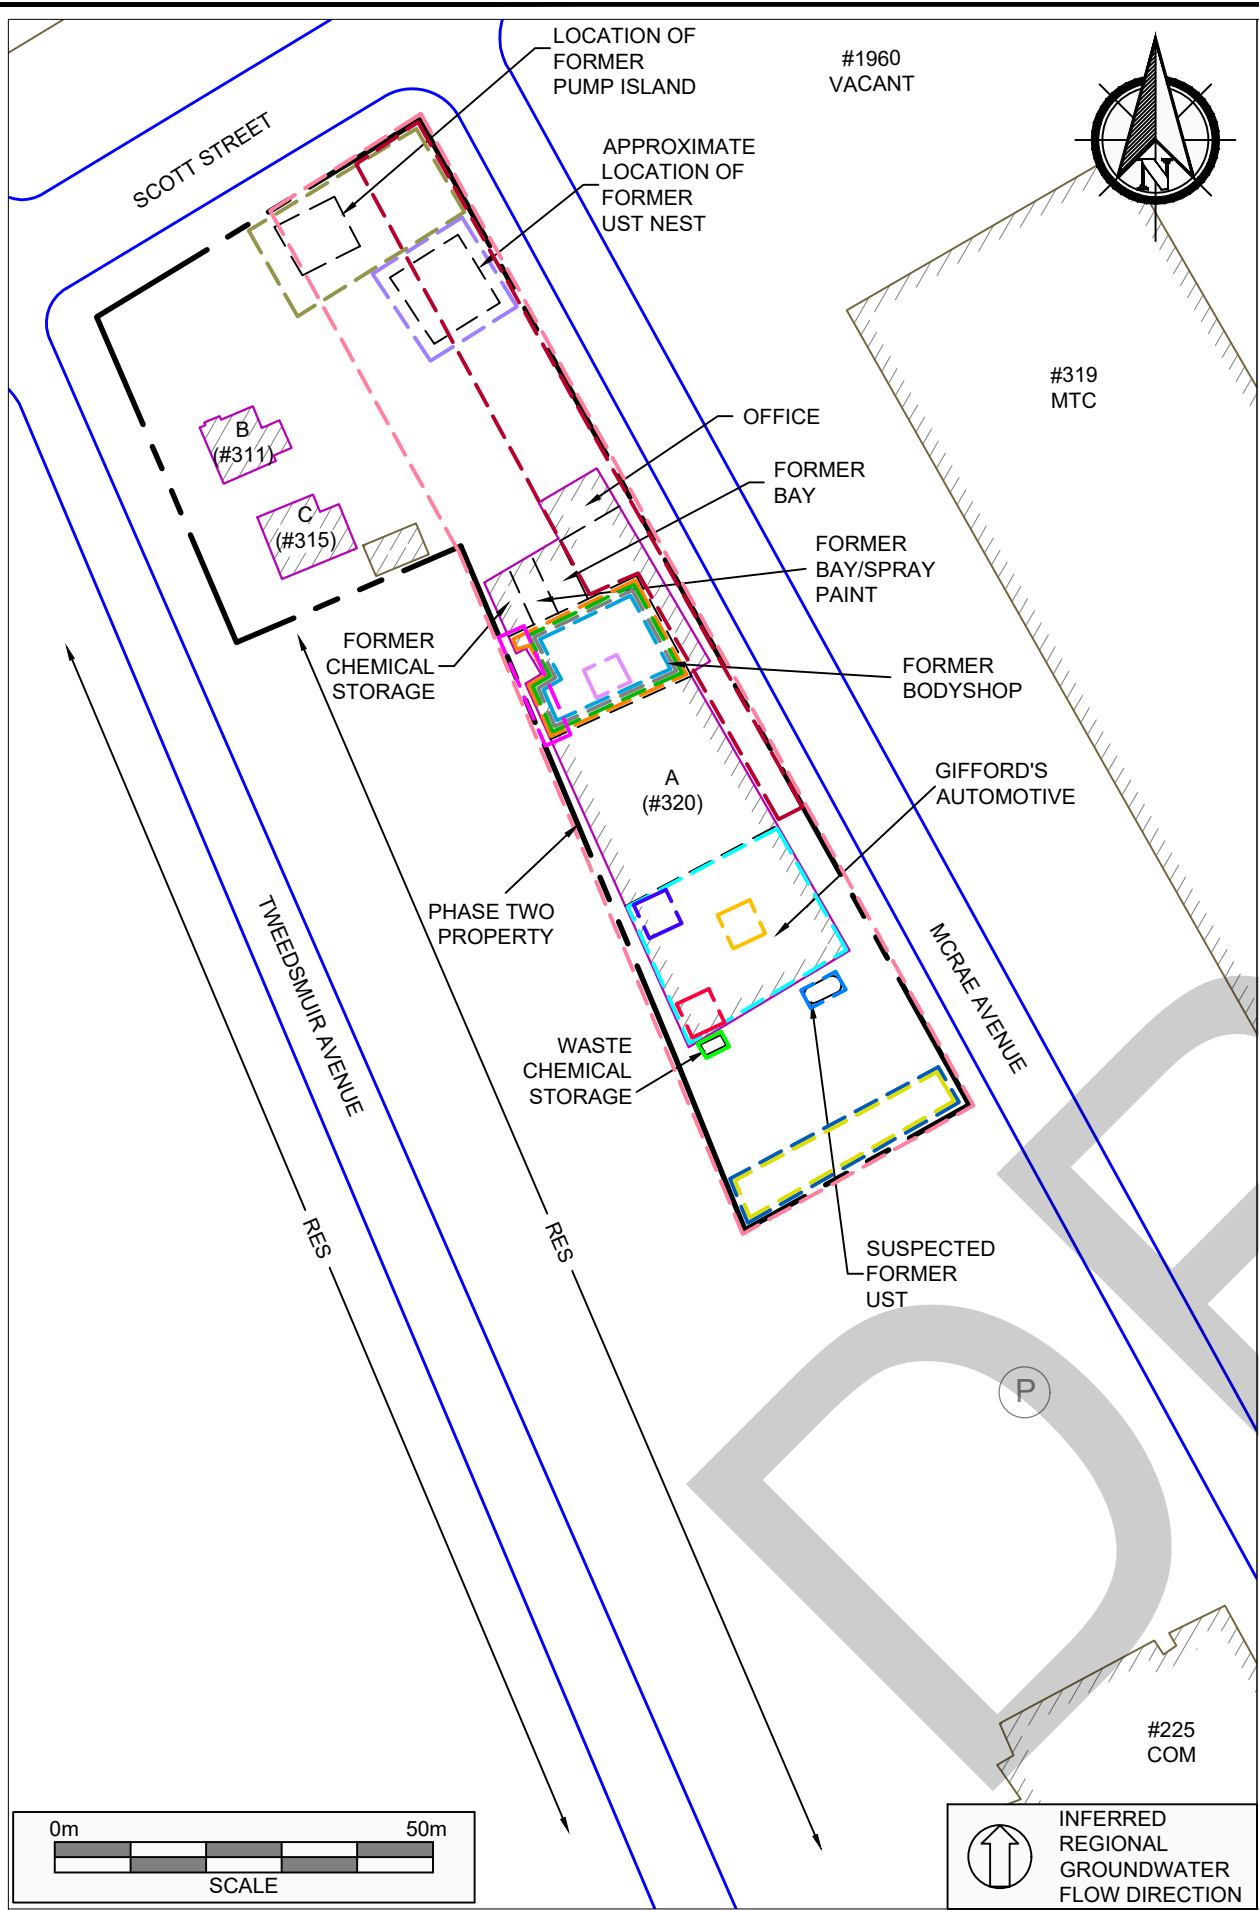 LOCATION OF
FORMER
PUMP ISLAND
#1960
VACANT
N
SCOTT STREET
APPROXIMATE
LOCATION OF
FORMER
UST NEST
#319
MTC
OFFICE
B
(#311)
FORMER
BAY
C
(#315)
FORMER
BAY/SPRAY
PAINT
FORMER
CHEMICAL
STORAGE
FORMER
BODYSHOP
A
(#320)
GIFFORD'S
AUTOMOTIVE
PHASE TWO
PROPERTY
TWEEDSMUIR AVENUE
MCRAE AVENUE
WASTE
CHEMICAL
STORAGE
RES
RES
SUSPECTED
FORMER
UST
P
#225
COM
0m 50m
SCALE
INFERRED
REGIONAL
GROUNDWATER
FLOW DIRECTION